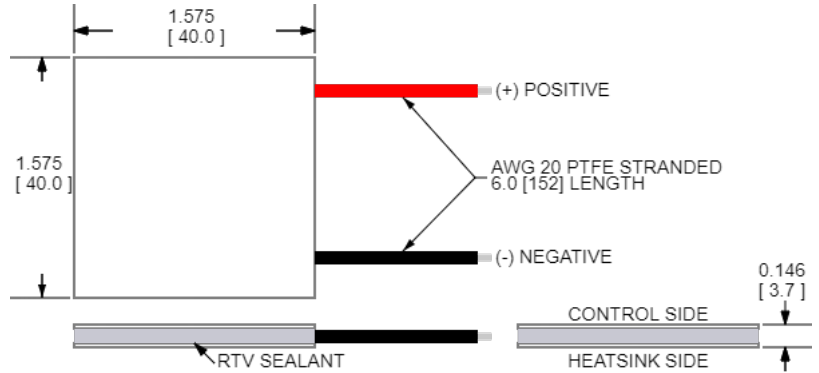 1.575
[ 40.0 ]
(+) POSITIVE
1.575
[ 40.0 ]
AWG 20 PTFE STRANDED
6.0 [152] LENGTH
(-) NEGATIVE
0.146
[ 3.7 ]
CONTROL SIDE
RTV SEALANT
HEATSINK SIDE